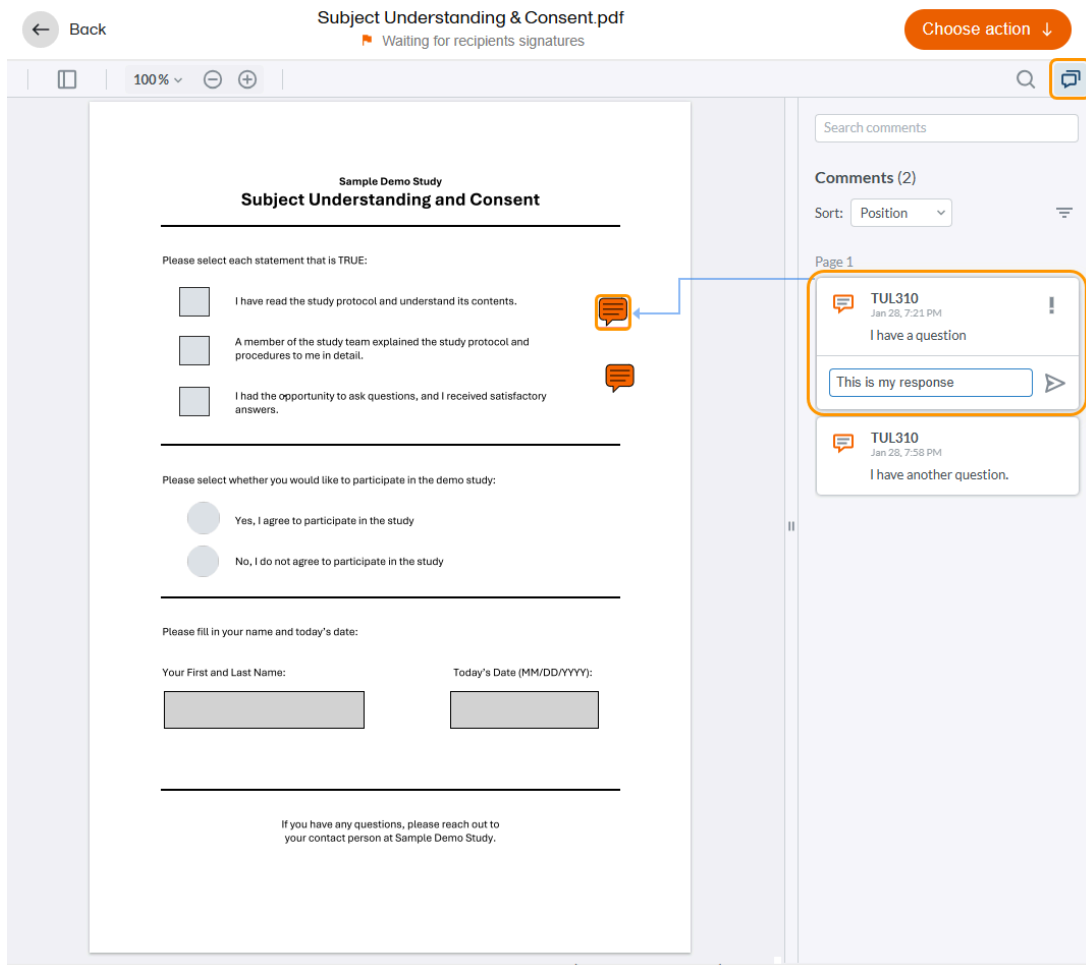 Back
Subject Understanding & Consent.pdf
Waiting for recipients signatures
Choose action
100%
Search comments
Comments (2)
Sort: Position
Page 1
TUL310
Jan 28, 7:21 PM
I have a question
This is my response
TUL310
Jan 28, 7:58 PM
I have another question.
Sample Demo Study
Subject Understanding and Consent
Please select each statement that is TRUE:
I have read the study protocol and understand its contents.
A member of the study team explained the study protocol and
procedures to me in detail.
I had the opportunity to ask questions, and I received satisfactory
answers.
Please select whether you would like to participate in the demo study:
Yes, I agree to participate in the study
No, I do not agree to participate in the study
Please fill in your name and today's date:
Your First and Last Name:
Today's Date (MM/DD/YYYY):
If you have any questions, please reach out to
your contact person at Sample Demo Study.